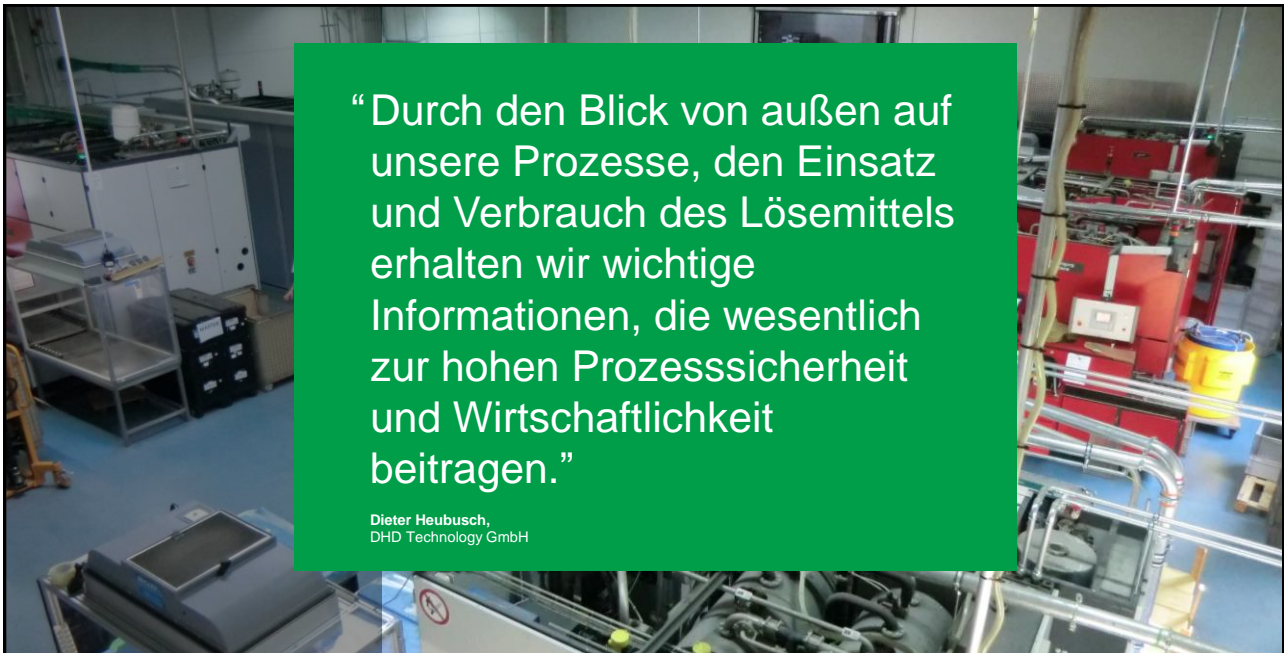 “Durch den Blick von außen auf
unsere Prozesse, den Einsatz
und Verbrauch des Lösemittels
erhalten wir wichtige
Informationen, die wesentlich
zur hohen Prozesssicherheit
und Wirtschaftlichkeit
beitragen.”
Dieter Heubusch,
DHD Technology GmbH